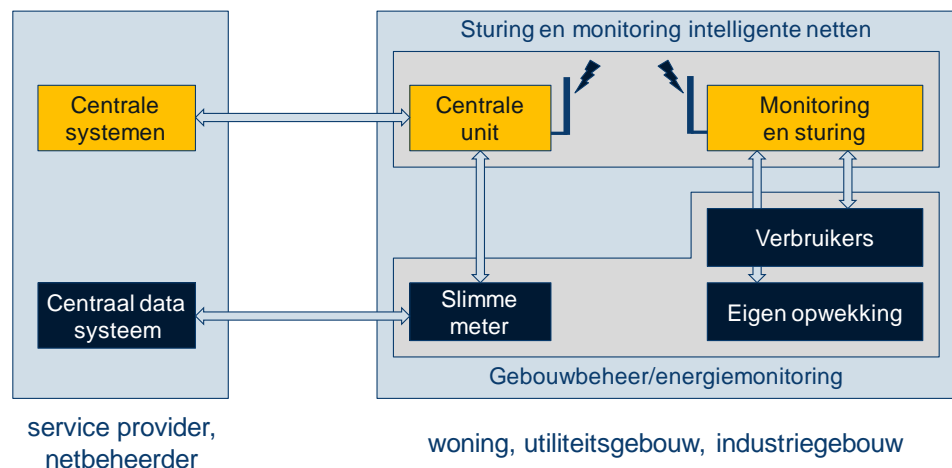 Sturing en monitoring intelligente netten
Centrale
systemen
Centrale
unit
Monitoring
en sturing
Verbruikers
Centraal data
systeem
Slimme
meter
Eigen opwekking
Gebouwbeheer/energiemonitoring
service provider,
netbeheerder
woning, utiliteitsgebouw, industriegebouw